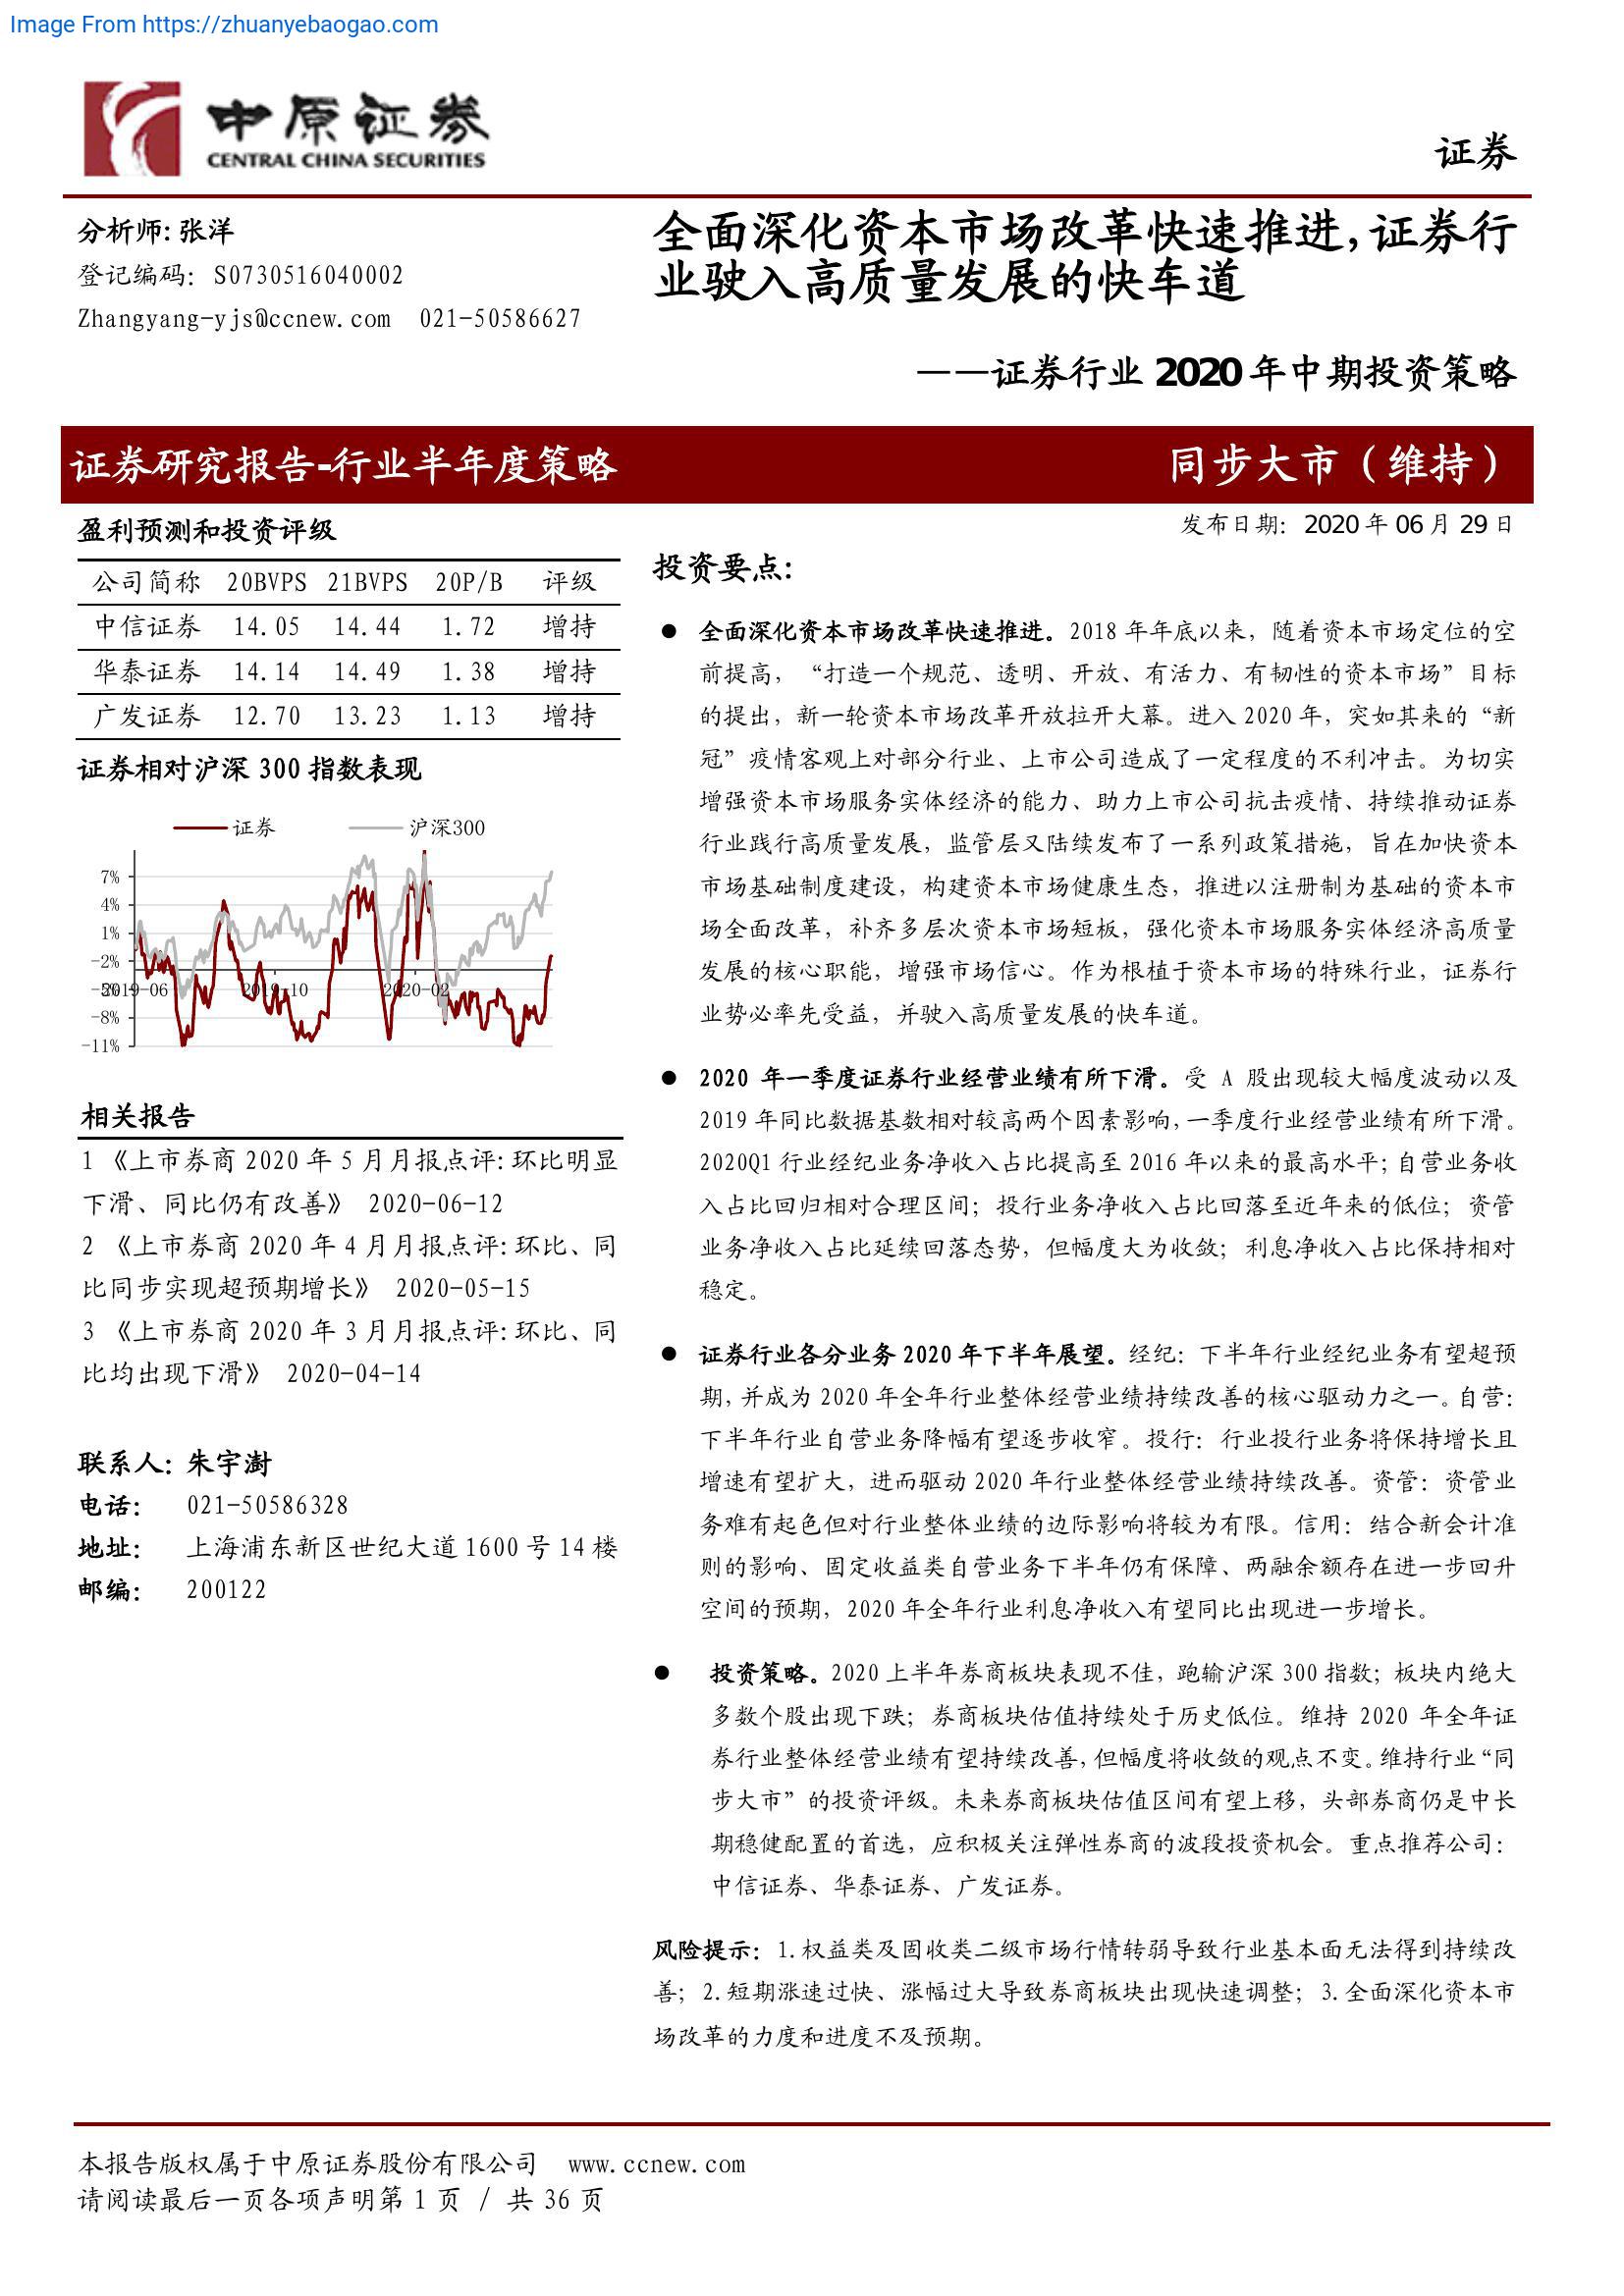 Image From https://zhuanyebaogao.com
中原证券
CENTRAL CHINA SECURITIES
证券
分析师: 张洋
登记编码: S0730516040002
Zhangyang-yjs@ccnew.com 021-50586627
全面深化资本市场改革快速推进,证券行
业驶入高质量发展的快车道
——证券行业 2020 年中期投资策略
证券研究报告-行业半年度策略
同步大市（维持）
盈利预测和投资评级
公司简称 20BVPS 21BVPS 20P/B 评级
中信证券 14.05 14.44 1.72 增持
华泰证券 14.14 14.49 1.38 增持
广发证券 12.70 13.23 1.13 增持
证券相对沪深 300 指数表现
证券 沪深300
7%
4%
1%
-2%
-5%
-8%
-11%
2019-06 2019-10 2020-02
相关报告
1 《上市券商 2020 年 5 月月报点评:环比明显
下滑、同比仍有改善》 2020-06-12
2 《上市券商 2020 年 4 月月报点评:环比、同
比同步实现超预期增长》 2020-05-15
3 《上市券商 2020 年 3 月月报点评:环比、同
比均出现下滑》 2020-04-14
联系人: 朱宇澍
电话: 021-50586328
地址: 上海浦东新区世纪大道 1600 号 14 楼
邮编: 200122
发布日期: 2020 年 06 月 29 日
投资要点:
● 全面深化资本市场改革快速推进。2018 年年底以来，随着资本市场定位的空
前提高，“打造一个规范、透明、开放、有活力、有韧性的资本市场”目标
的提出，新一轮资本市场改革开放拉开大幕。进入 2020 年，突如其来的“新
冠”疫情客观上对部分行业、上市公司造成了一定程度的不利冲击。为切实
增强资本市场服务实体经济的能力、助力上市公司抗击疫情、持续推动证券
行业践行高质量发展，监管层又陆续发布了一系列政策措施，旨在加快资本
市场基础制度建设，构建资本市场健康生态，推进以注册制为基础的资本市
场全面改革，补齐多层次资本市场短板，强化资本市场服务实体经济高质量
发展的核心职能，增强市场信心。作为根植于资本市场的特殊行业，证券行
业势必率先受益，并驶入高质量发展的快车道。
● 2020 年一季度证券行业经营业绩有所下滑。受 A 股出现较大幅度波动以及
2019 年同比数据基数相对较高两个因素影响,一季度行业经营业绩有所下滑。
2020Q1 行业经纪业务净收入占比提高至 2016 年以来的最高水平;自营业务收
入占比回归相对合理区间；投行业务净收入占比回落至近年来的低位；资管
业务净收入占比延续回落态势，但幅度大为收敛；利息净收入占比保持相对
稳定。
● 证券行业各分业务 2020 年下半年展望。经纪：下半年行业经纪业务有望超预
期,并成为 2020 年全年行业整体经营业绩持续改善的核心驱动力之一。自营：
下半年行业自营业务降幅有望逐步收窄。投行：行业投行业务将保持增长且
增速有望扩大，进而驱动 2020 年行业整体经营业绩持续改善。资管：资管业
务难有起色但对行业整体业绩的边际影响将较为有限。信用：结合新会计准
则的影响、固定收益类自营业务下半年仍有保障、两融余额存在进一步回升
空间的预期，2020 年全年行业利息净收入有望同比出现进一步增长。
● 投资策略。2020 上半年券商板块表现不佳，跑输沪深 300 指数；板块内绝大
多数个股出现下跌；券商板块估值持续处于历史低位。维持 2020 年全年证
券行业整体经营业绩有望持续改善,但幅度将收敛的观点不变。维持行业“同
步大市”的投资评级。未来券商板块估值区间有望上移，头部券商仍是中长
期稳健配置的首选，应积极关注弹性券商的波段投资机会。重点推荐公司：
中信证券、华泰证券、广发证券。
风险提示：1.权益类及固收类二级市场行情转弱导致行业基本面无法得到持续改
善；2.短期涨速过快、涨幅过大导致券商板块出现快速调整；3.全面深化资本市
场改革的力度和进度不及预期。
本报告版权属于中原证券股份有限公司 www.ccnew.com
请阅读最后一页各项声明第 1 页 / 共 36 页